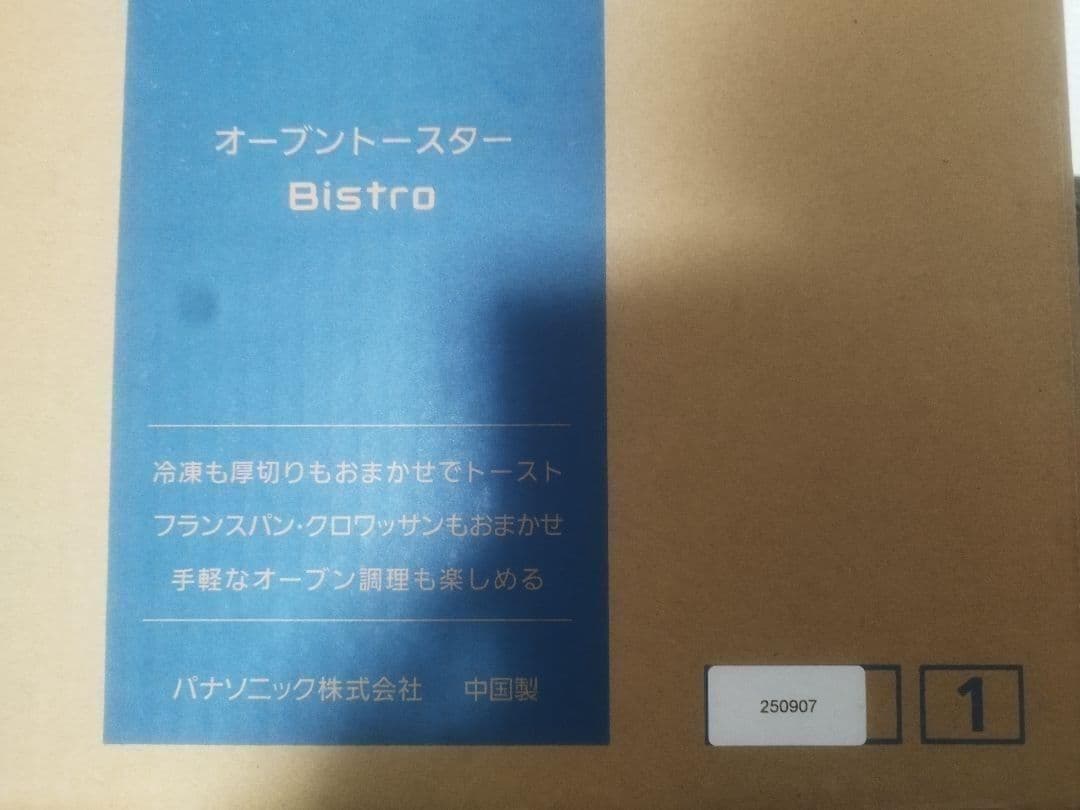 オーブントースター
Bistro
冷凍も厚切りもおまかせでトースト
フランスパン・クロワッサンもおまかせ
手軽なオーブン調理も楽しめる
パナソニック株式会社 中国製
250907
1